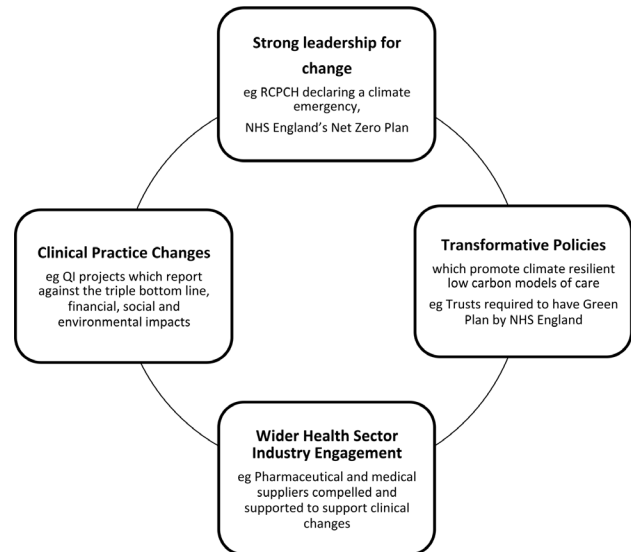 Strong leadership for
change
eg RCPCH declaring a climate
emergency,
NHS England's Net Zero Plan
Clinical Practice Changes
eg QI projects which report
against the triple bottom line,
financial, social and
environmental impacts
Transformative Policies
which promote climate resilient
low carbon models of care
eg Trusts required to have Green
Plan by NHS England
Wider Health Sector
Industry Engagement
eg Pharmaceutical and medical
suppliers compelled and
supported to support clinical
changes